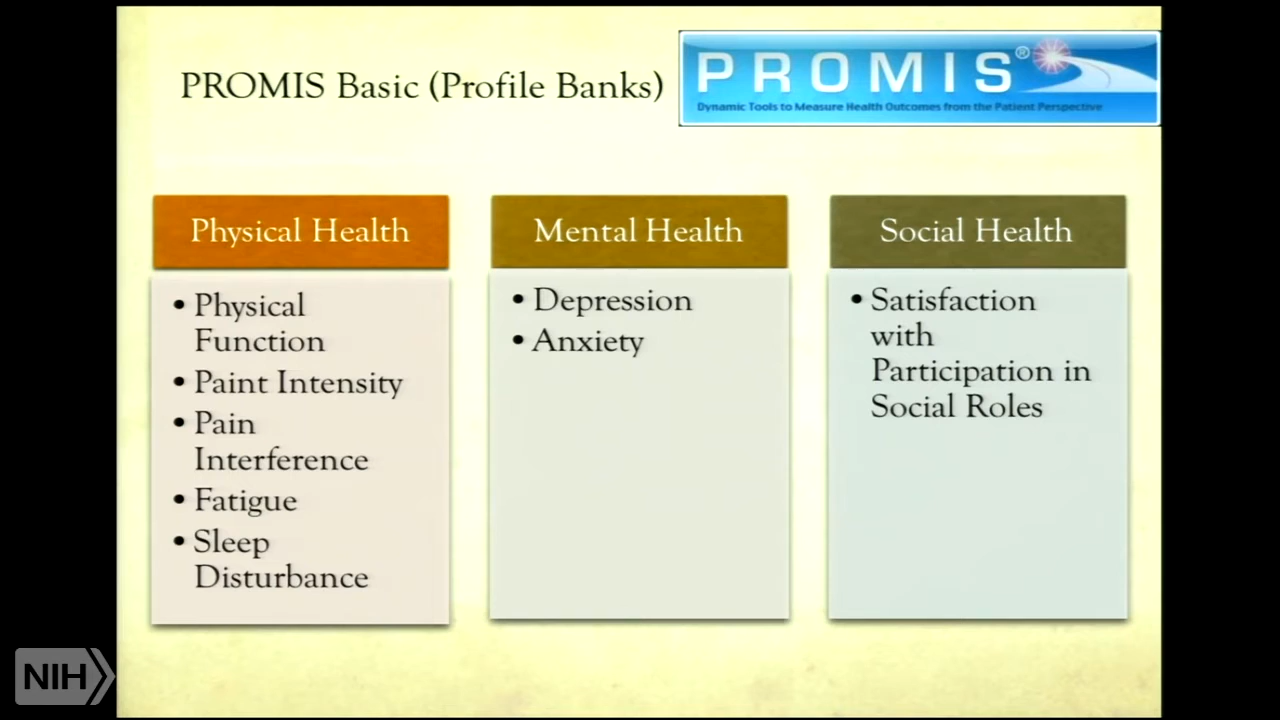 PROMIS Basic (Profile Banks)
PROMIS®
Dynamic Tools to Measure Health Outcomes from the Patient Perspective
Physical Health
• Physical
Function
• Paint Intensity
• Pain
Interference
• Fatigue
• Sleep
Disturbance
Mental Health
• Depression
• Anxiety
Social Health
• Satisfaction
with
Participation in
Social Roles
NIH